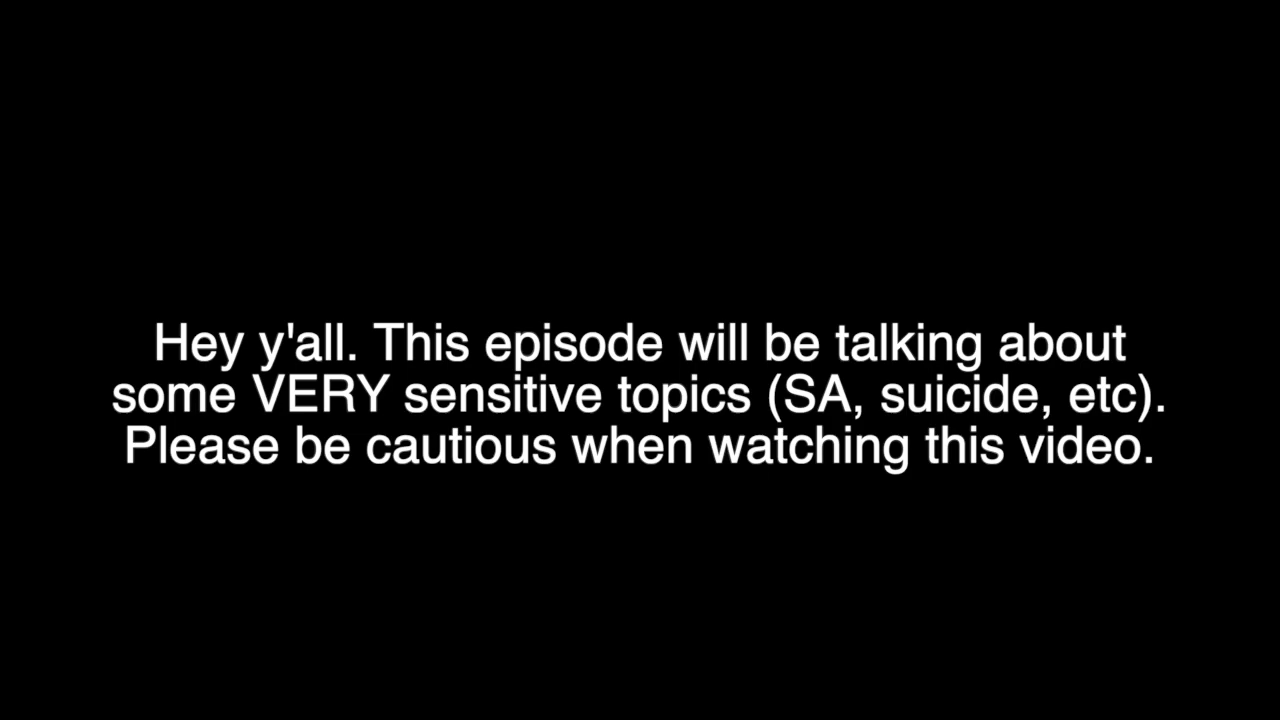 Hey y'all. This episode will be talking about
some VERY sensitive topics (SA, suicide, etc).
Please be cautious when watching this video.